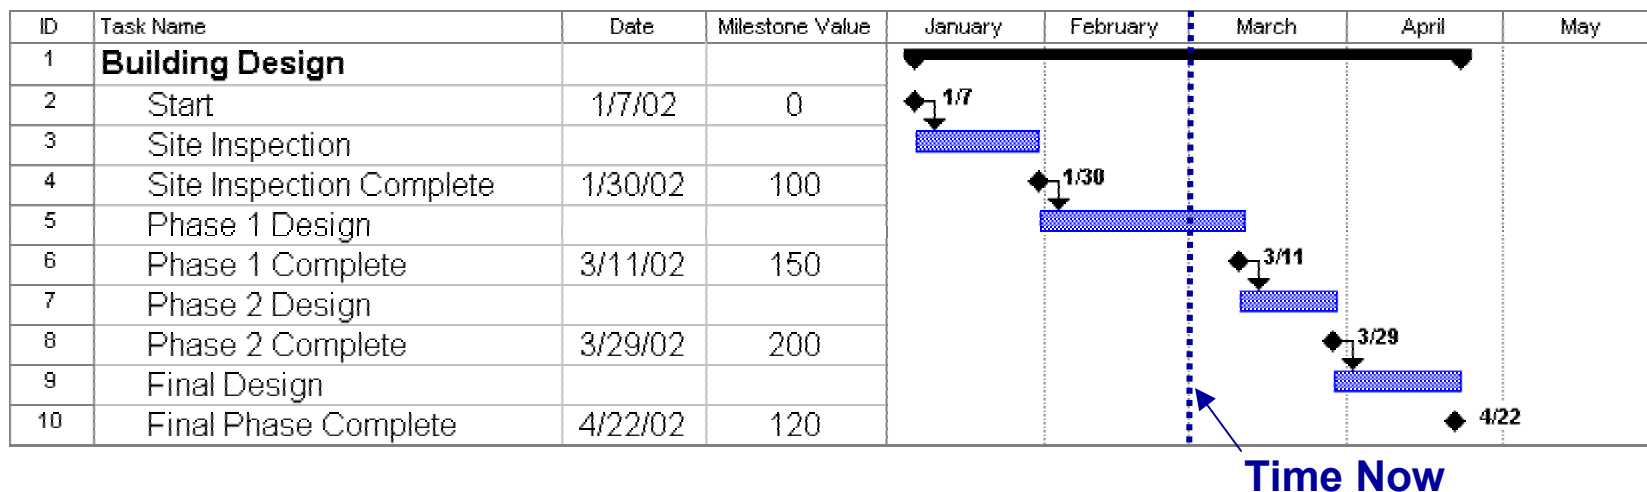 ID Task Name Date Milestone Value January February March April May
1 Building Design
2 Start 1/7/02 0 1/7
3 Site Inspection
4 Site Inspection Complete 1/30/02 100 1/30
5 Phase 1 Design
6 Phase 1 Complete 3/11/02 150 3/11
7 Phase 2 Design
8 Phase 2 Complete 3/29/02 200 3/29
9 Final Design
10 Final Phase Complete 4/22/02 120 4/22
Time Now